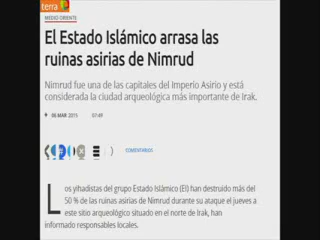 terra
MEDIO ORIENTE
El Estado Islámico arrasa las
ruinas asirias de Nimrud
Nimrud fue una de las capitales del Imperio Asirio y está
considerada la ciudad arqueológica más importante de Irak.
06 MAR 2015 07:49
COMENTARIOS
Los yihadistas del grupo Estado Islámico (EI) han destruido más del
50 % de las ruinas asirias de Nimrud durante su ataque el jueves a
este sitio arqueológico situado en el norte de Irak, han
informado responsables locales.